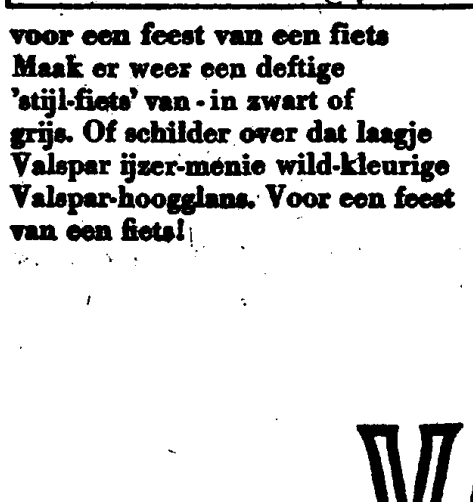 voor een feest van een fiets
Maak er weer een deftige
'stijl-fiets' van - in zwart of
grijs. Of schilder over dat laagje
Valspar ijzer-menie wild-kleurige
Valspar-hoogglans. Voor een feest
van een fiets!
V